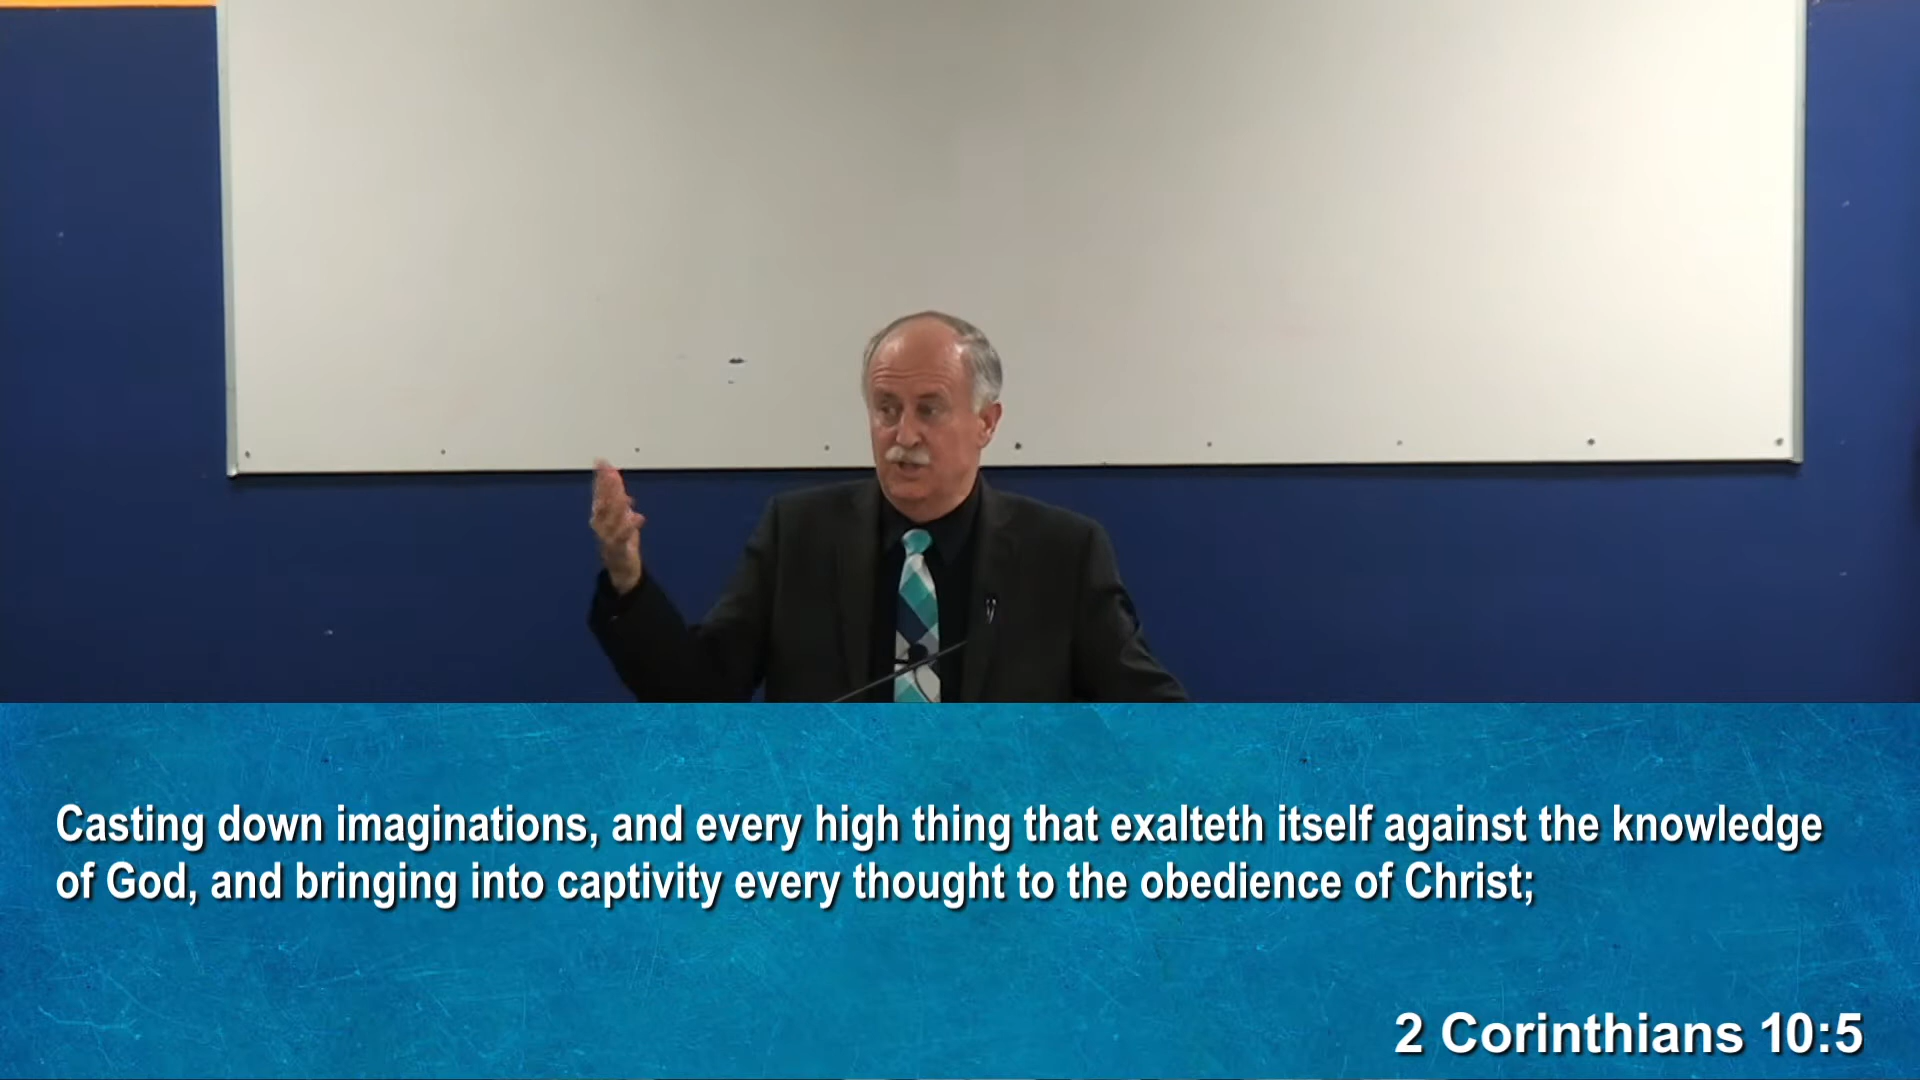 Casting down imaginations, and every high thing that exalteth itself against the knowledge
of God, and bringing into captivity every thought to the obedience of Christ;
2 Corinthians 10:5